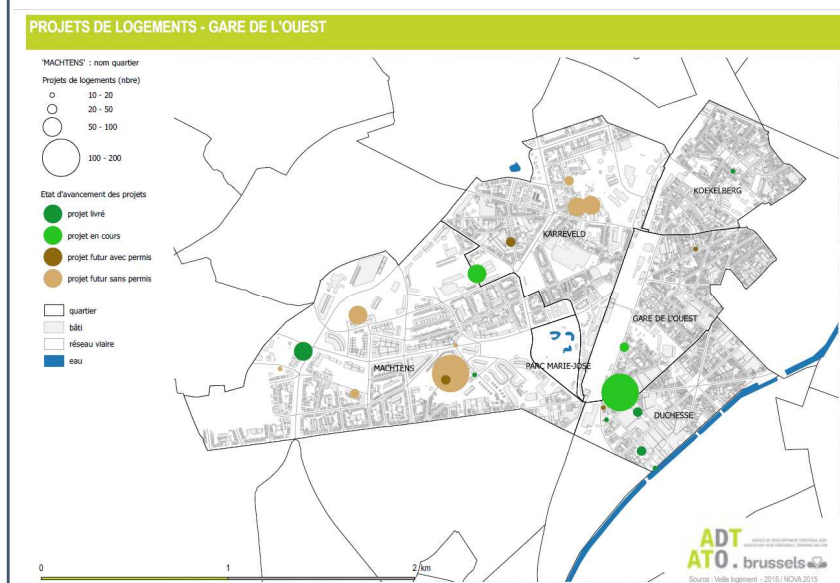 PROJETS DE LOGEMENTS - GARE DE L'OUEST
'MACHTENS' : nom quartier
Projets de logements (nbre)
10 - 20
20 - 50
50 - 100
100 - 200
Etat d'avancement des projets
projet livré
projet en cours
projet futur avec permis
projet futur sans permis
quartier
bâti
réseau viaire
eau
KOEKELBERG
KARREVELD
GARE DE L'OUEST
PARC MARIE-JOSE
MACHTENS
DUCHESSE
0 1 2 km
ADT
ATO. brussels
Source : Veille logement - 2015 / NOVA 2015